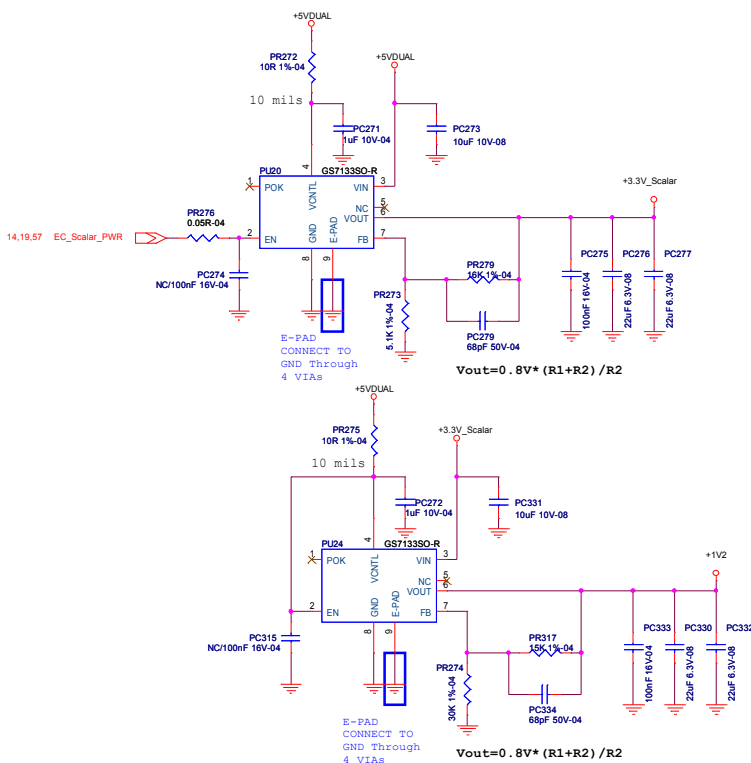 +5VDUAL
PR272
10R 1%-04
10 mils
+5VDUAL
PC271
1uF 10V-04
PC273
10uF 10V-08
PU20
GS7133SO-R
4
1
POK
VCNTL
VIN
3
NC
5
VOUT
6
2
EN
GND
E-PAD
FB
7
8
9
14,19,57 EC_Scalar_PWR
PR276
0.05R-04
PC274
NC/100nF 16V-04
+3.3V_Scalar
PR279
16K 1%-04
PC279
68pF 50V-04
PR273
5.1K 1%-04
PC275
100nF 16V-04
PC276
22uF 6.3V-08
PC277
22uF 6.3V-08
E-PAD
CONNECT TO
GND Through
4 VIAs
Vout=0.8V*(R1+R2)/R2
+5VDUAL
PR275
10R 1%-04
10 mils
+3.3V_Scalar
PC272
1uF 10V-04
PC331
10uF 10V-08
PU24
GS7133SO-R
4
1
POK
VCNTL
VIN
3
NC
5
VOUT
6
2
EN
GND
E-PAD
FB
7
8
9
PC315
NC/100nF 16V-04
+1V2
PR317
15K 1%-04
PC334
68pF 50V-04
PR274
30K 1%-04
PC333
100nF 16V-04
PC330
22uF 6.3V-08
PC332
22uF 6.3V-08
E-PAD
CONNECT TO
GND Through
4 VIAs
Vout=0.8V*(R1+R2)/R2